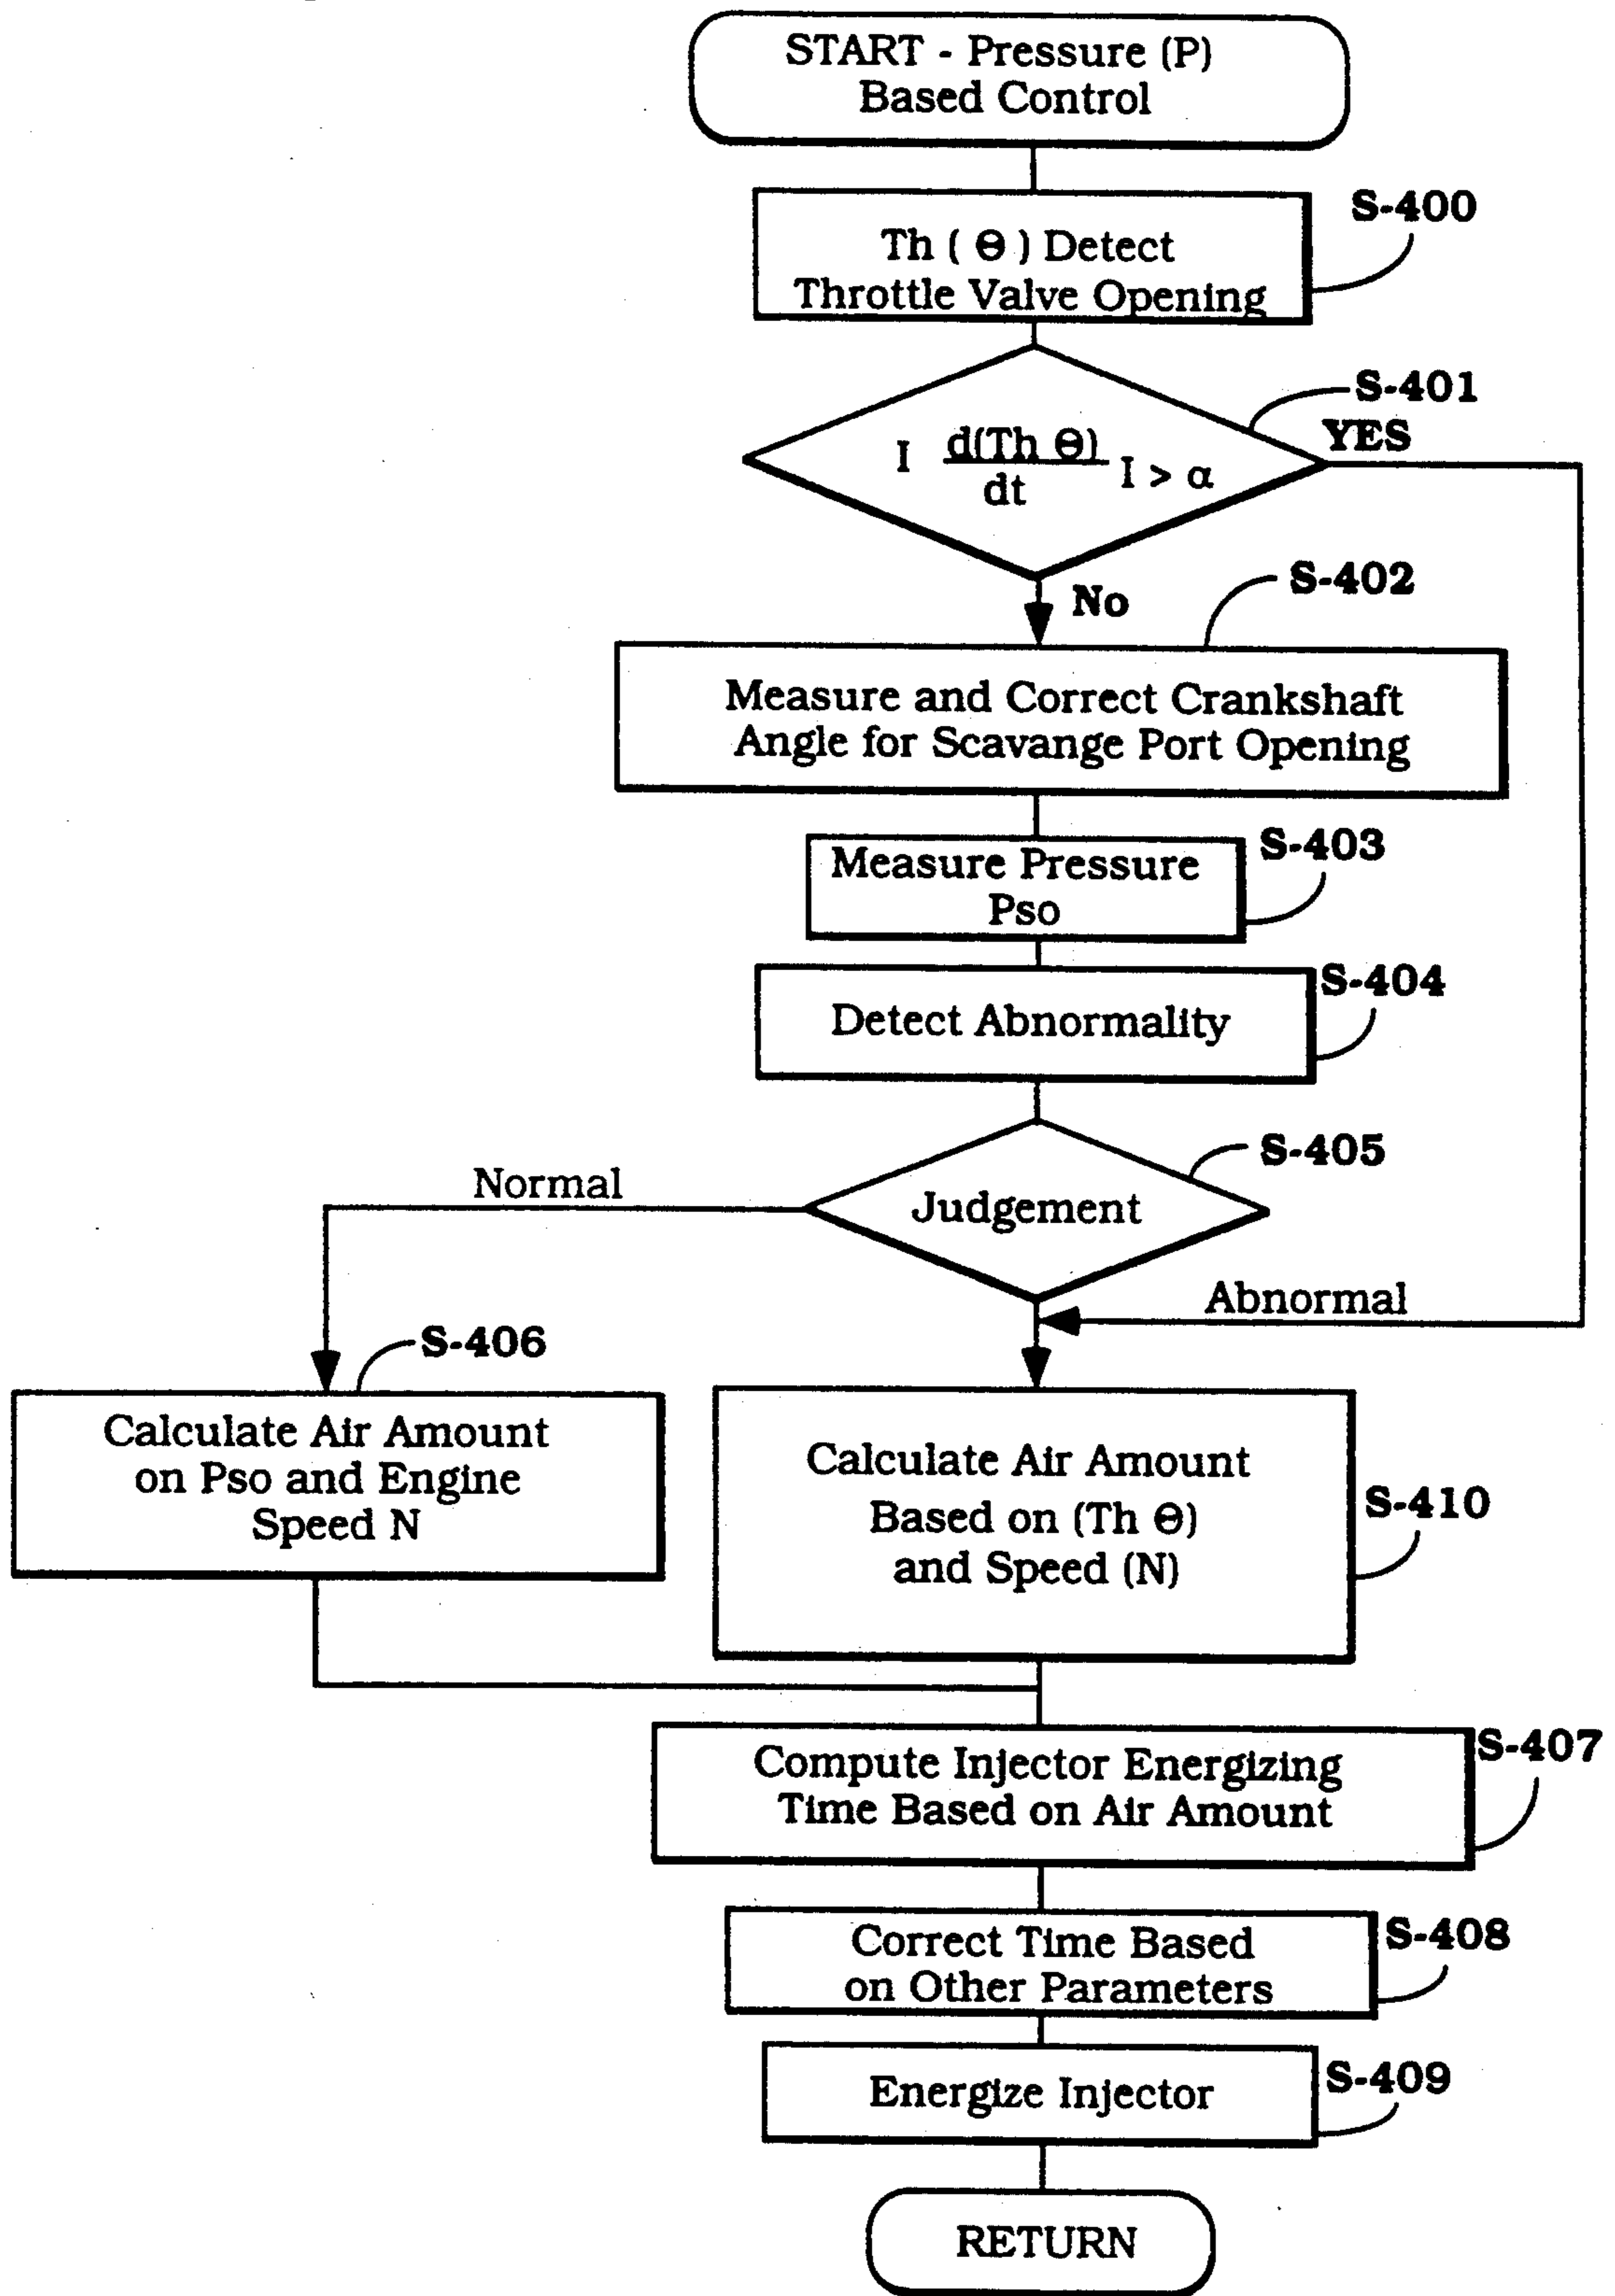 START - Pressure (P)
Based Control
S-400
Th ( Θ ) Detect
Throttle Valve Opening
S-401
YES
I d(Th Θ)
dt I > α
S-402
No
Measure and Correct Crankshaft
Angle for Scavange Port Opening
S-403
Measure Pressure
Pso
S-404
Detect Abnormality
S-405
Normal
Judgement
Abnormal
S-406
Calculate Air Amount
on Pso and Engine
Speed N
Calculate Air Amount
Based on (Th Θ)
and Speed (N)
S-410
S-407
Compute Injector Energizing
Time Based on Air Amount
S-408
Correct Time Based
on Other Parameters
S-409
Energize Injector
RETURN